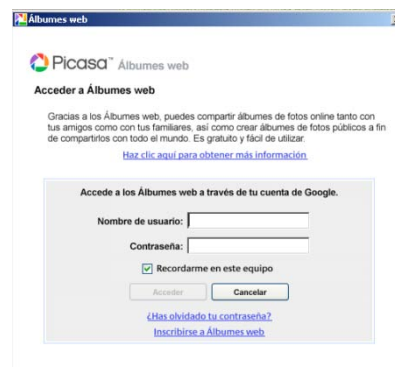 Álbumes web
Picasa™ Álbumes web
Acceder a Álbumes web
Gracias a los Álbumes web, puedes compartir álbumes de fotos online tanto con
tus amigos como con tus familiares, así como crear álbumes de fotos públicos a fin
de compartirlos con todo el mundo. Es gratuito y fácil de utilizar.
Haz clic aquí para obtener más información
Accede a los Álbumes web a través de tu cuenta de Google.
Nombre de usuario:
Contraseña:
Recordarme en este equipo
Acceder Cancelar
¿Has olvidado tu contraseña?
Inscribirse a Álbumes web